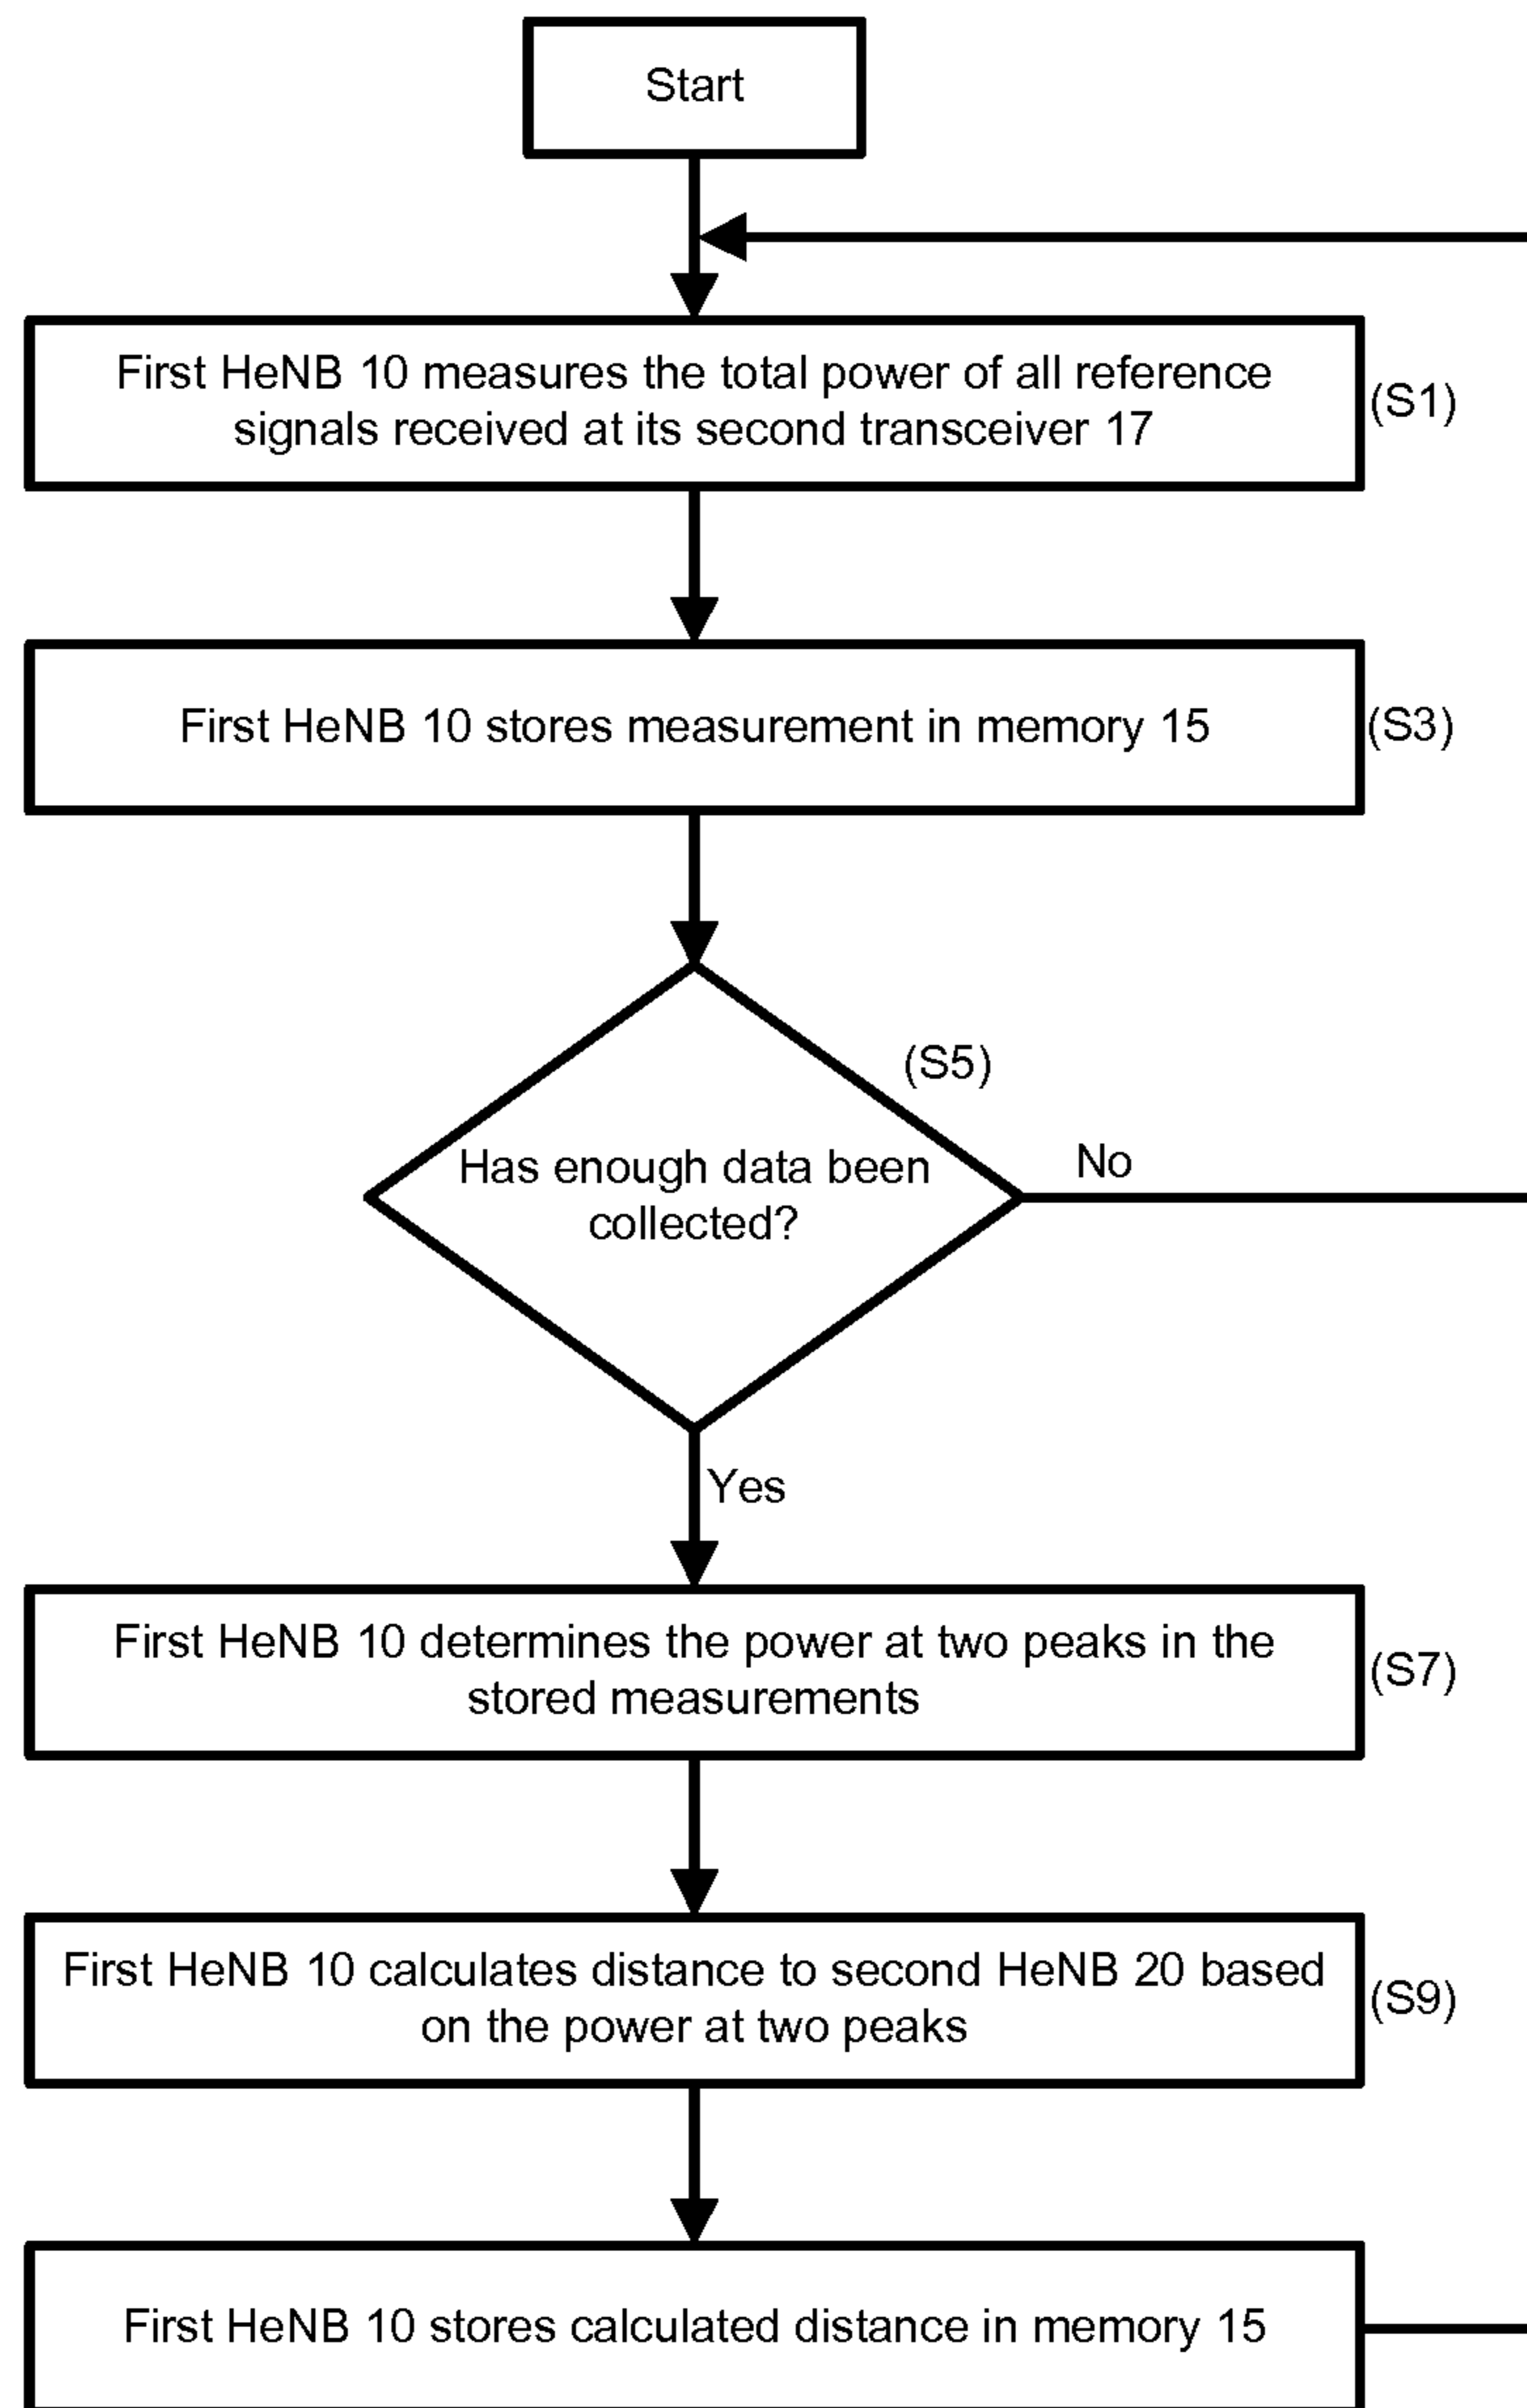 Start
First HeNB 10 measures the total power of all reference
signals received at its second transceiver 17
(S1)
First HeNB 10 stores measurement in memory 15
(S3)
(S5)
Has enough data been
collected?
No
Yes
First HeNB 10 determines the power at two peaks in the
stored measurements
(S7)
First HeNB 10 calculates distance to second HeNB 20 based
on the power at two peaks
(S9)
First HeNB 10 stores calculated distance in memory 15